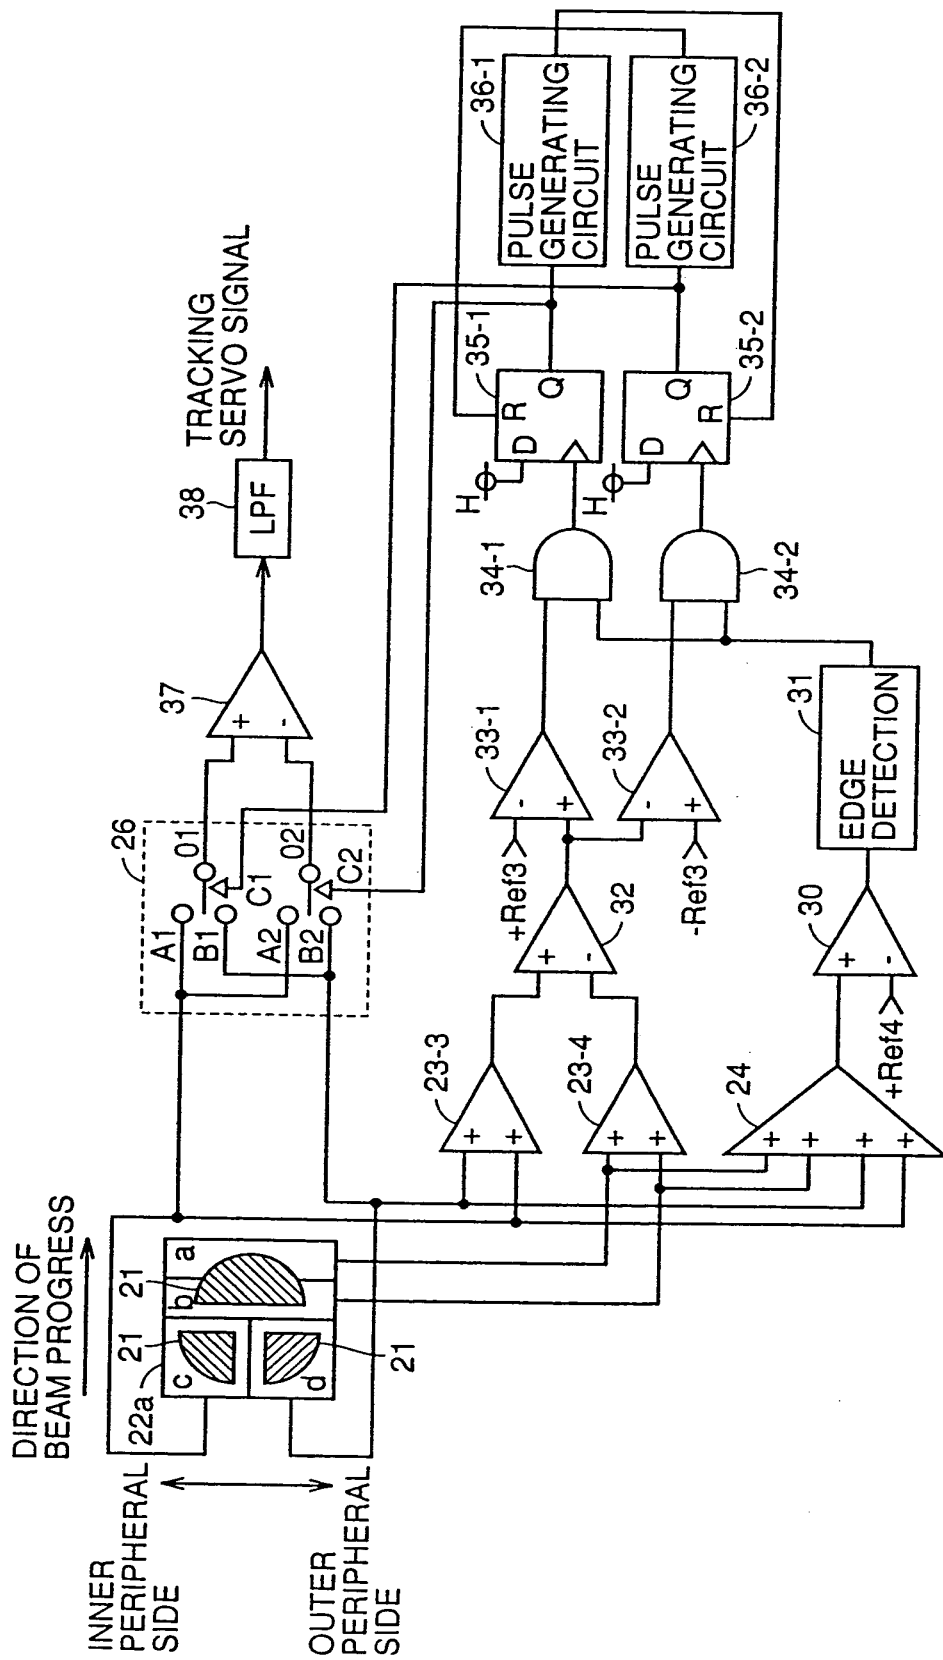 DIRECTION OF
BEAM PROGRESS
INNER
PERIPHERAL
SIDE
OUTER
PERIPHERAL
SIDE
22a
21
21
21
a
b
c
d
26
A1
B1
A2
B2
01
02
C1
C2
37
+
-
38
LPF
TRACKING
SERVO SIGNAL
23-3
+
+
23-4
+
+
24
+
+
+
+
32
+
-
+Ref3
-Ref3
33-1
-
+
33-2
-
+
30
+
-
+Ref4
31
EDGE
DETECTION
34-1
34-2
H
H
D
R
Q
35-1
D
R
Q
35-2
36-1
PULSE
GENERATING
CIRCUIT
36-2
PULSE
GENERATING
CIRCUIT